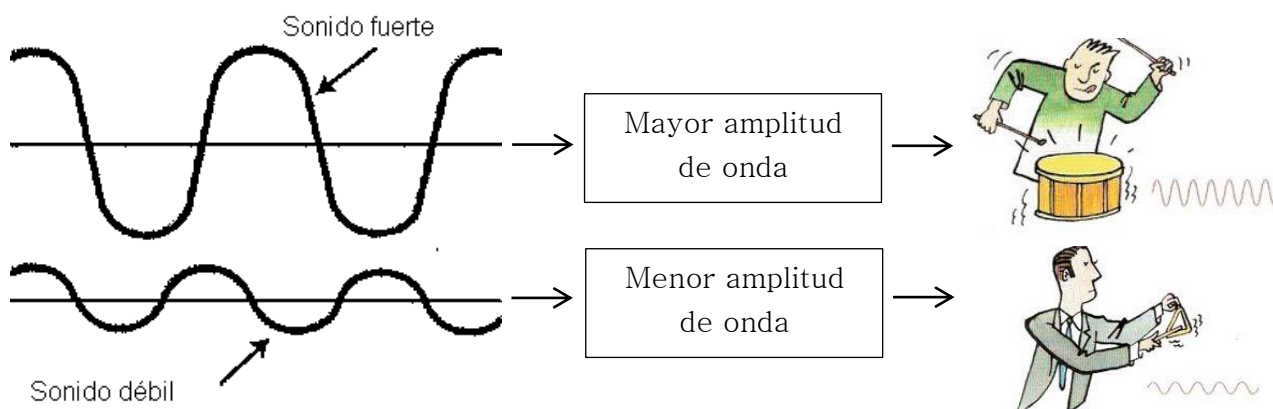 Sonido fuerte
Mayor amplitud
de onda
Menor amplitud
de onda
Sonido débil